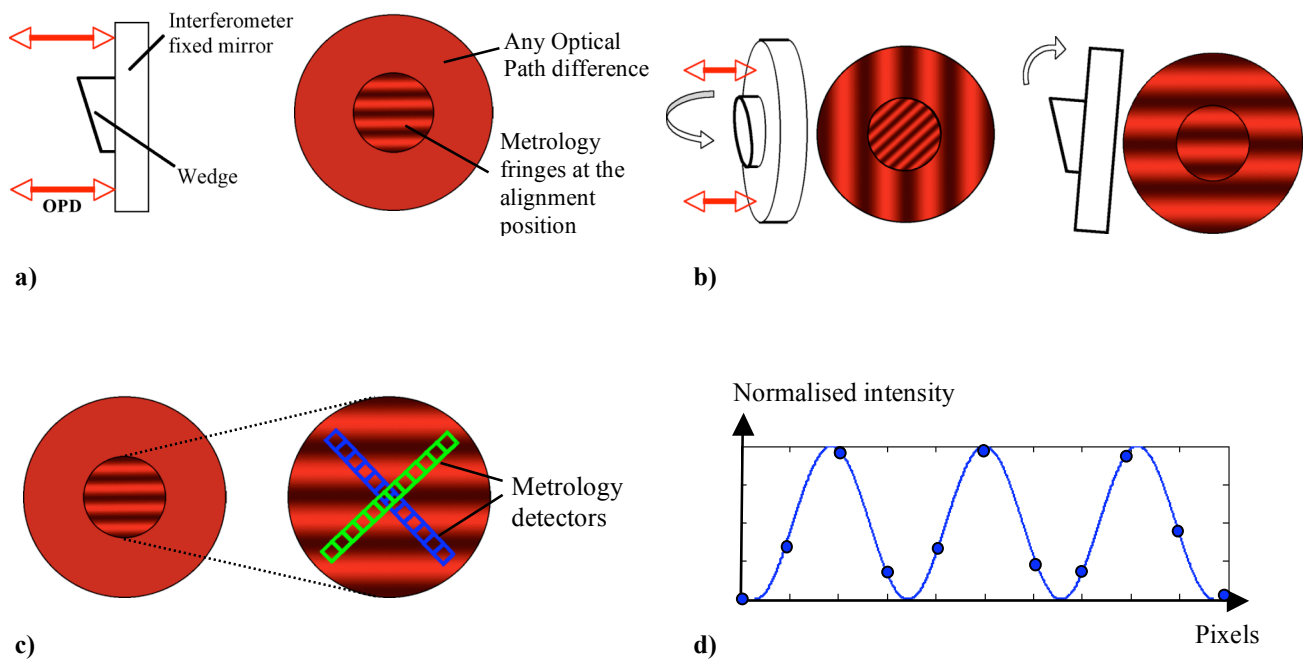 Interferometer
fixed mirror
Wedge
OPD
Any Optical
Path difference
Metrology
fringes at the
alignment
position
a)
b)
Metrology
detectors
c)
Normalised intensity
Pixels
d)